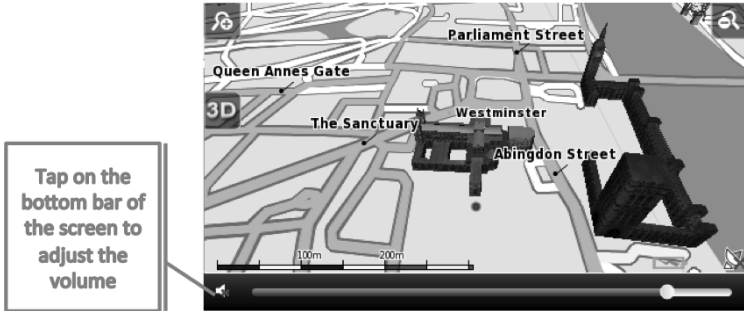 Parliament Street
Queen Annes Gate
3D
Westminster
The Sanctuary
Abingdon Street
Tap on the
bottom bar of
the screen to
adjust the
volume
100m
200m